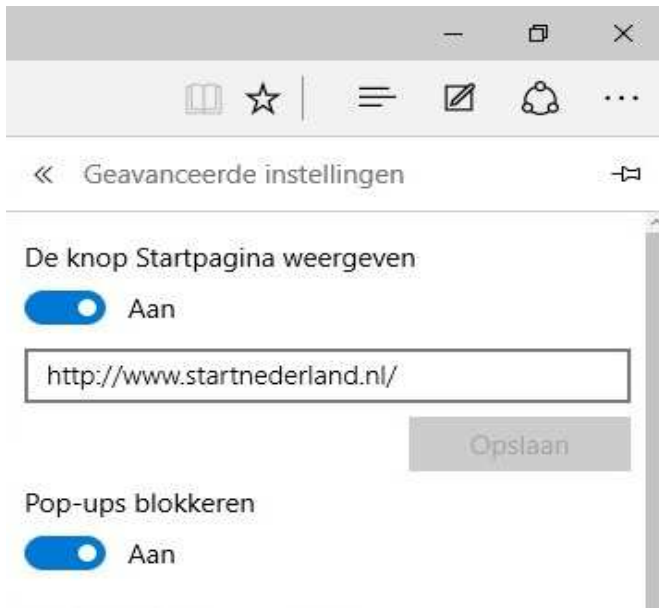 Geavanceerde instellingen
De knop Startpagina weergeven
Aan
http://www.startnederland.nl/
Opslaan
Pop-ups blokkeren
Aan